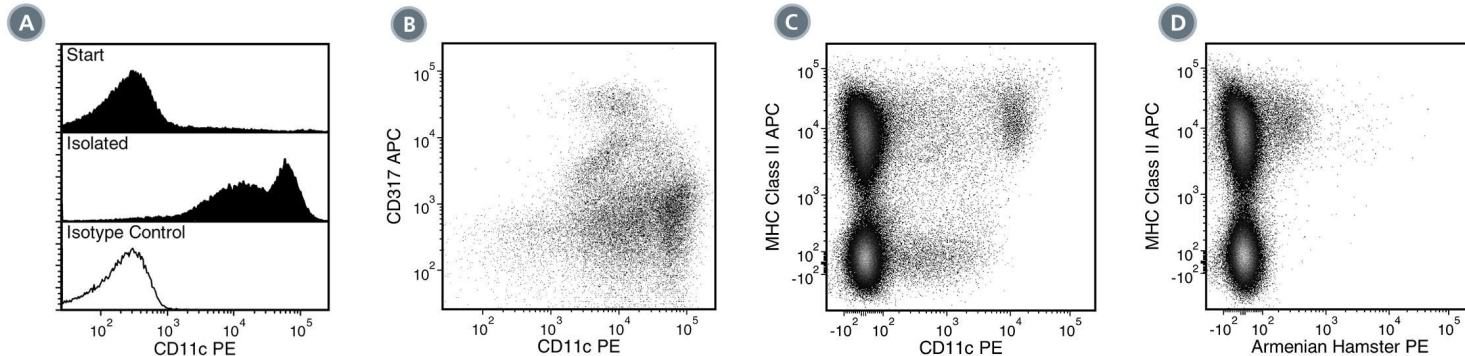 A
B
C
D
Start
Isolated
Isotype Control
10² 10³ 10⁴ 10⁵
CD11c PE
CD317 APC
10⁵
10⁴
10³
10²
10² 10³ 10⁴ 10⁵
CD11c PE
MHC Class II APC
10⁵
10⁴
10³
10²
-10²
-10² 10² 10³ 10⁴ 10⁵
CD11c PE
MHC Class II APC
10⁵
10⁴
10³
10²
-10²
-10² 10² 10³ 10⁴ 10⁵
Armenian Hamster PE